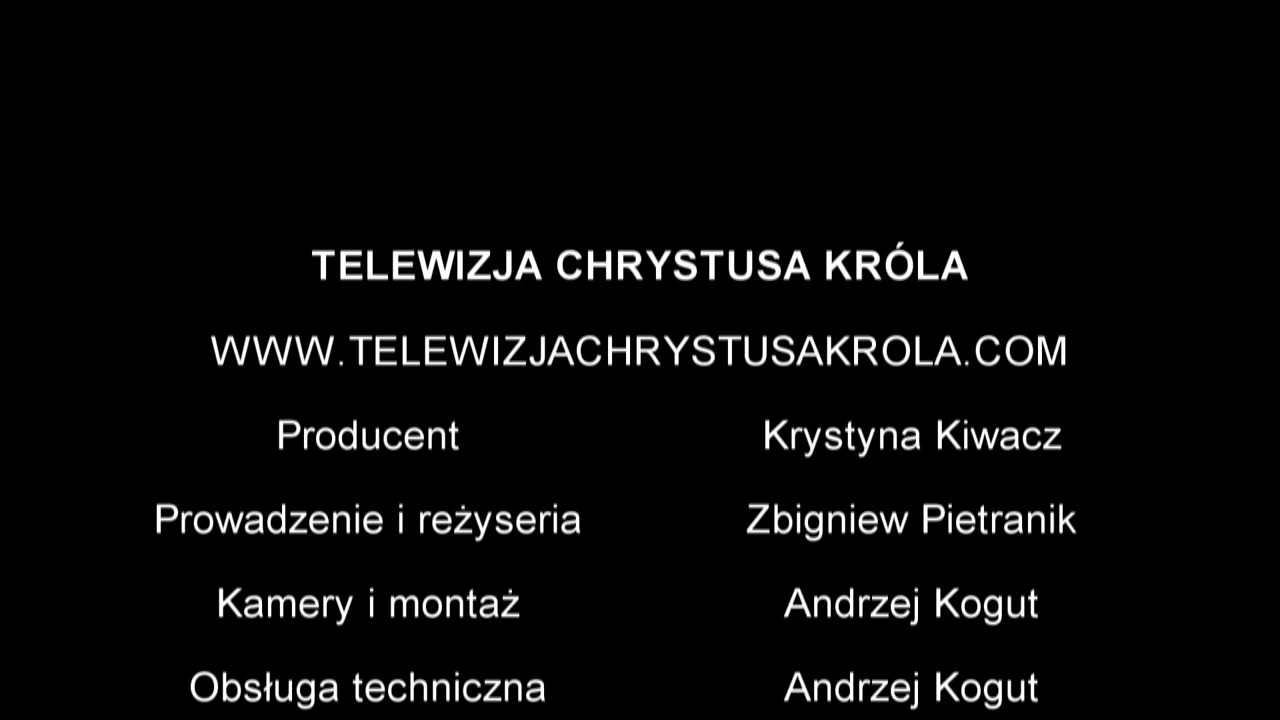 TELEWIZJA CHRYSTUSA KRÓLA
WWW.TELEWIZJACHRYSTUSAKROLA.COM
Producent Krystyna Kiwacz
Prowadzenie i reżyseria Zbigniew Pietranik
Kamery i montaż Andrzej Kogut
Obsługa techniczna Andrzej Kogut